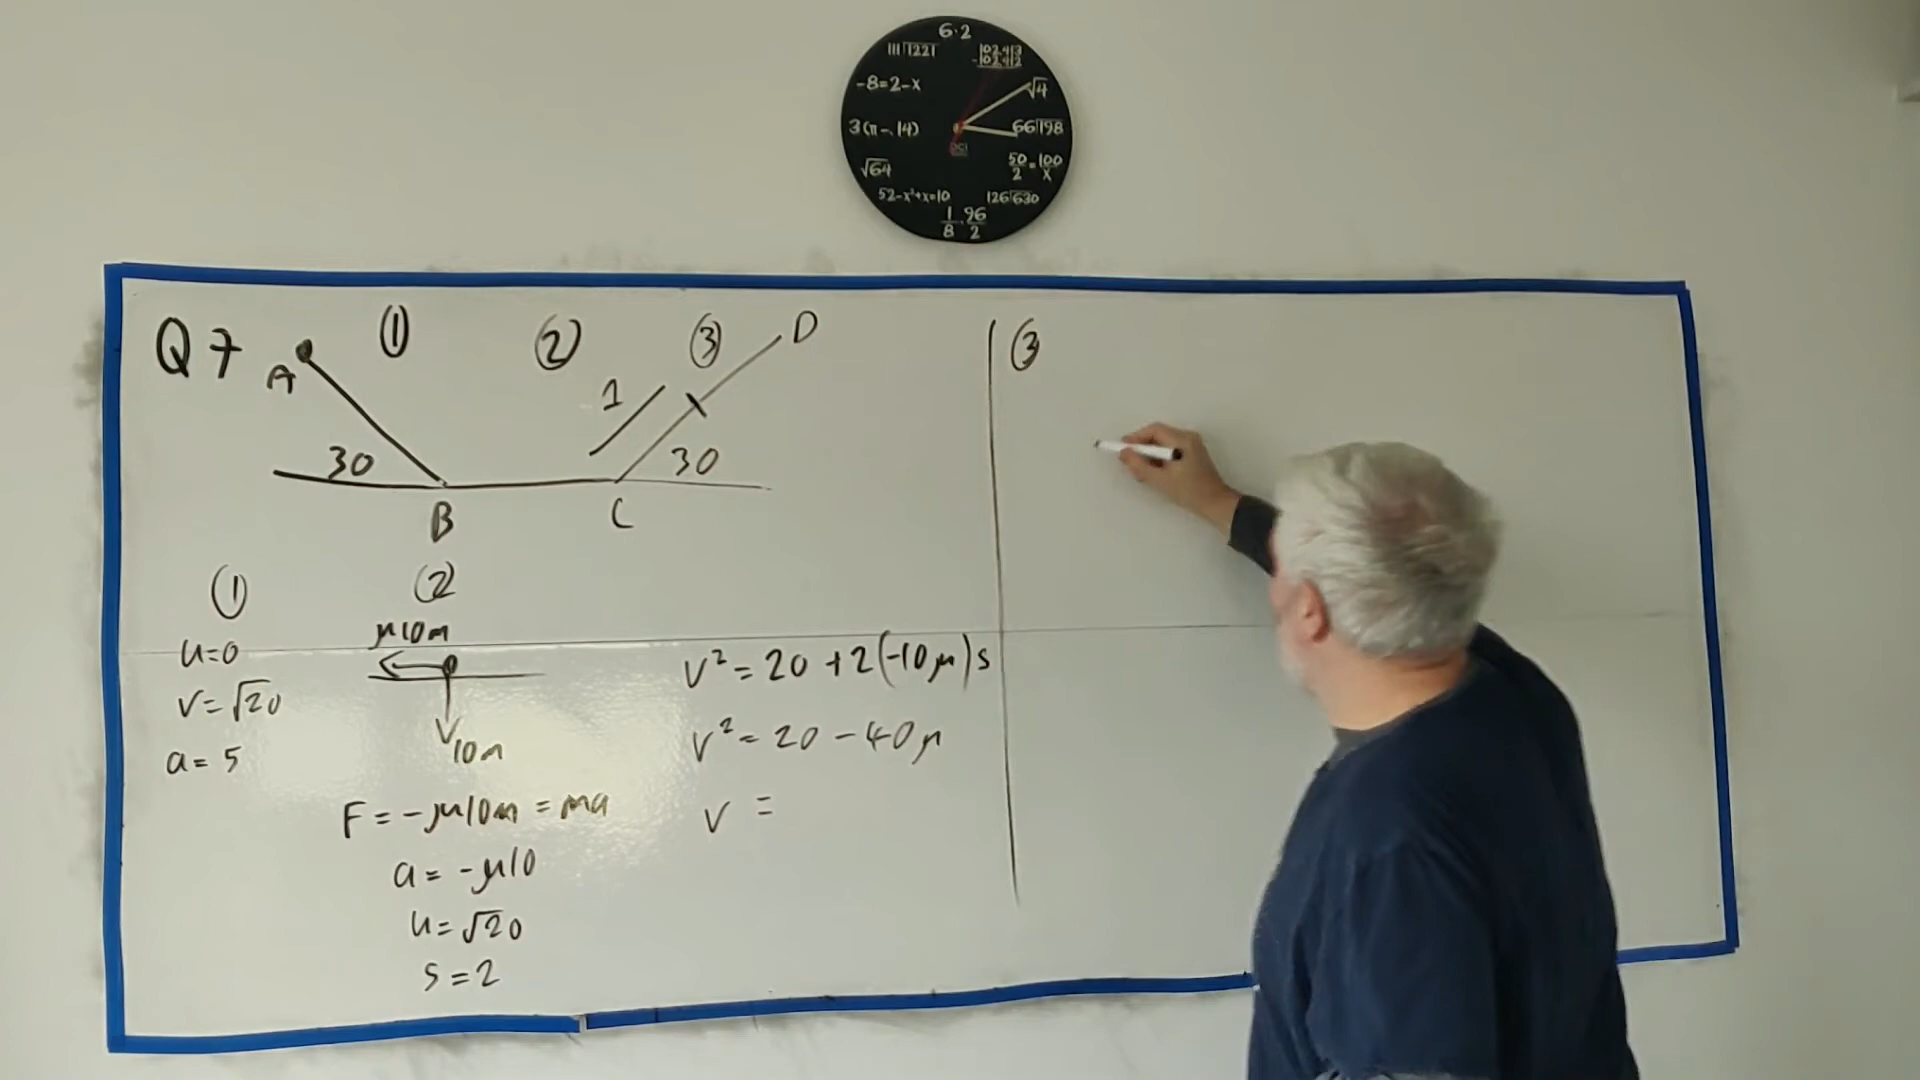 6·2
111|1221
102,413
-102,412
-8=2-x
√4
3(π-.14)
66|198
√64
50/2=100/x
52-x²+x=10
126|630
1/8·96/2
Q7
①
②
③
D
③
A
1
30
30
B
C
①
②
μ10m
u=0
v=√20
a=5
10m
F=-μ10m=ma
a=-μ10
u=√20
s=2
v²=20+2(-10μ)s
v²=20-40μ
v=